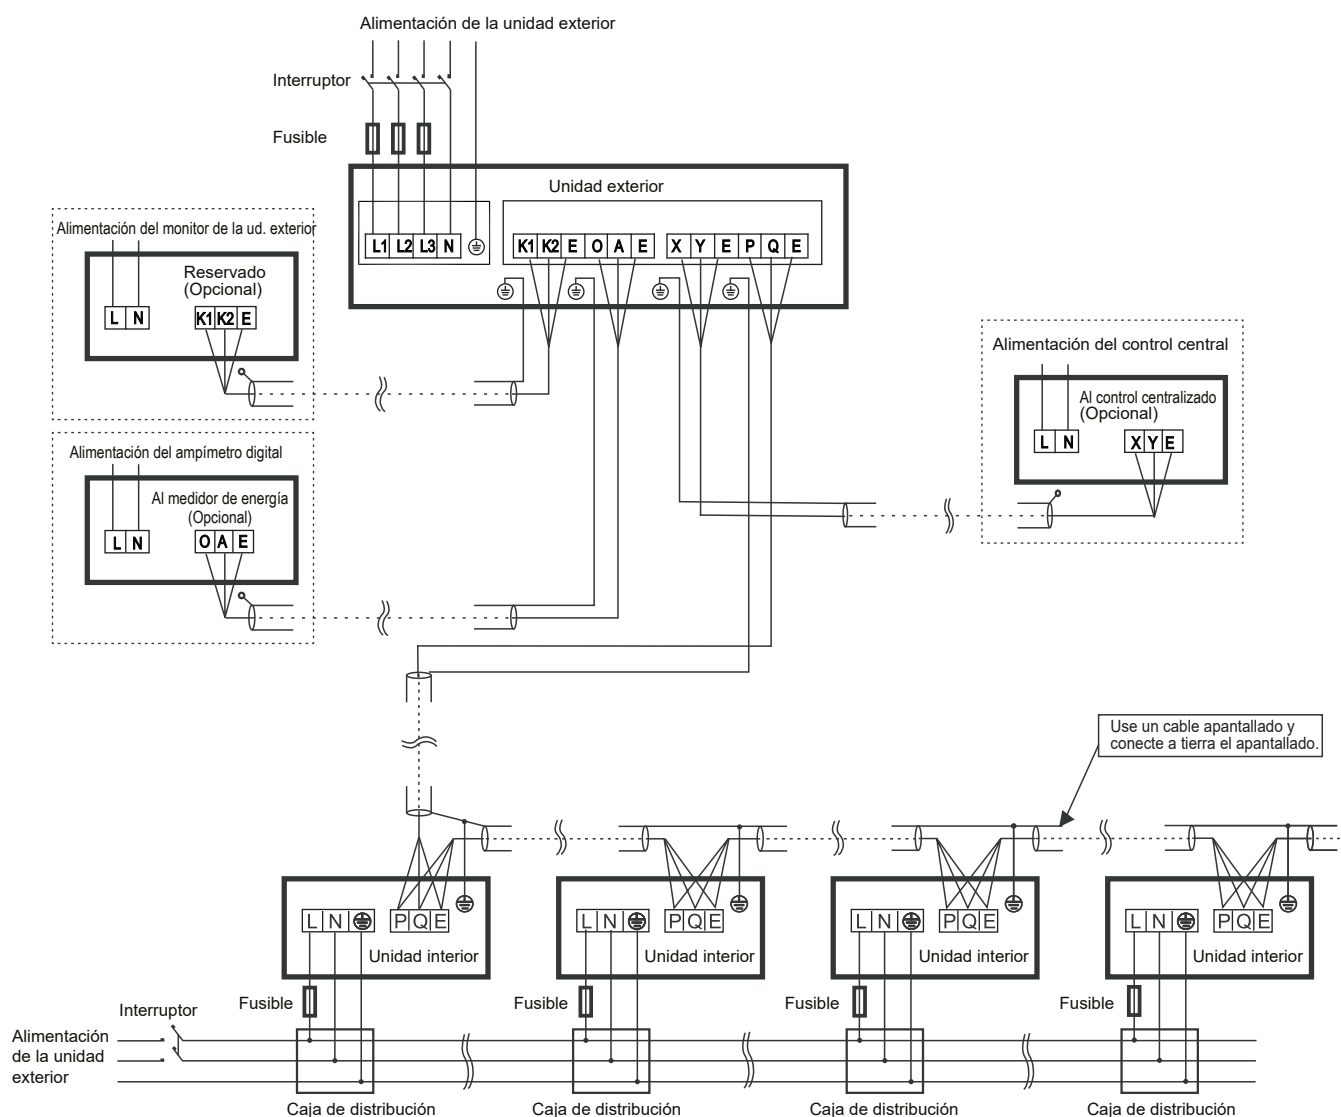 Alimentación de la unidad exterior
Interruptor
Fusible
Unidad exterior
L1 L2 L3 N
K1 K2 E O A E
X Y E P Q E
Alimentación del monitor de la ud. exterior
Reservado
(Opcional)
L N
K1 K2 E
Alimentación del control central
Al control centralizado
(Opcional)
L N
X Y E
Alimentación del ampímetro digital
Al medidor de energía
(Opcional)
L N
O A E
Use un cable apantallado y
conecte a tierra el apantallado.
L N
P Q E
Unidad interior
L N
P Q E
Unidad interior
L N
P Q E
Unidad interior
L N
P Q E
Unidad interior
Fusible
Fusible
Fusible
Fusible
Interruptor
Alimentación
de la unidad
exterior
Caja de distribución
Caja de distribución
Caja de distribución
Caja de distribución